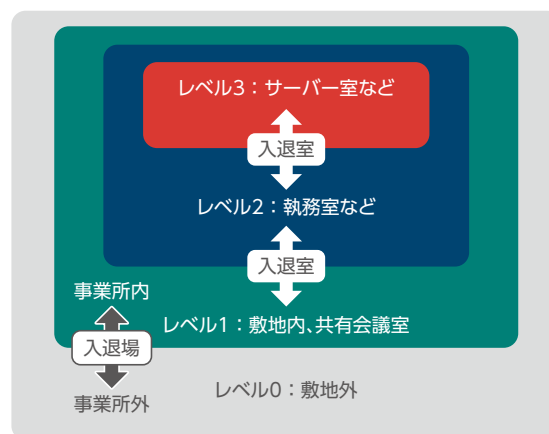 レベル3：サーバー室など
入退室
レベル2：執務室など
入退室
事業所内
レベル1：敷地内、共有会議室
入退場
レベル0：敷地外
事業所外